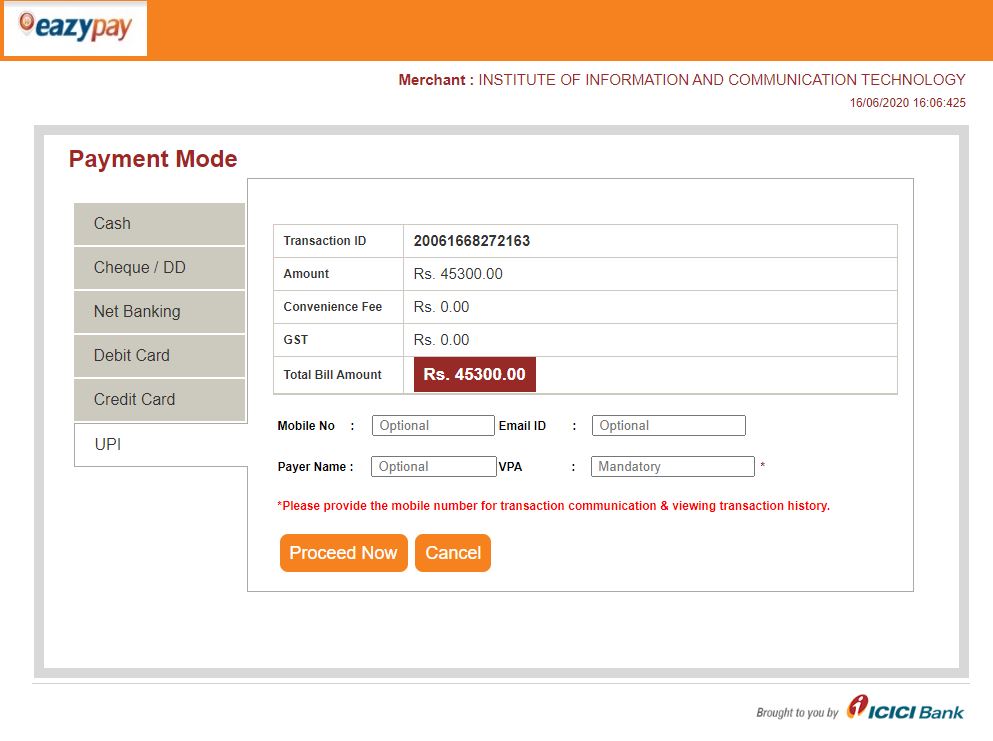 eazypay
Merchant : INSTITUTE OF INFORMATION AND COMMUNICATION TECHNOLOGY
16/06/2020 16:06:425
Payment Mode
Cash
Cheque / DD
Net Banking
Debit Card
Credit Card
UPI
Transaction ID 20061668272163
Amount Rs. 45300.00
Convenience Fee Rs. 0.00
GST Rs. 0.00
Total Bill Amount Rs. 45300.00
Mobile No : Optional Email ID : Optional
Payer Name : Optional VPA : Mandatory *
*Please provide the mobile number for transaction communication & viewing transaction history.
Proceed Now Cancel
Brought to you by ICICI Bank